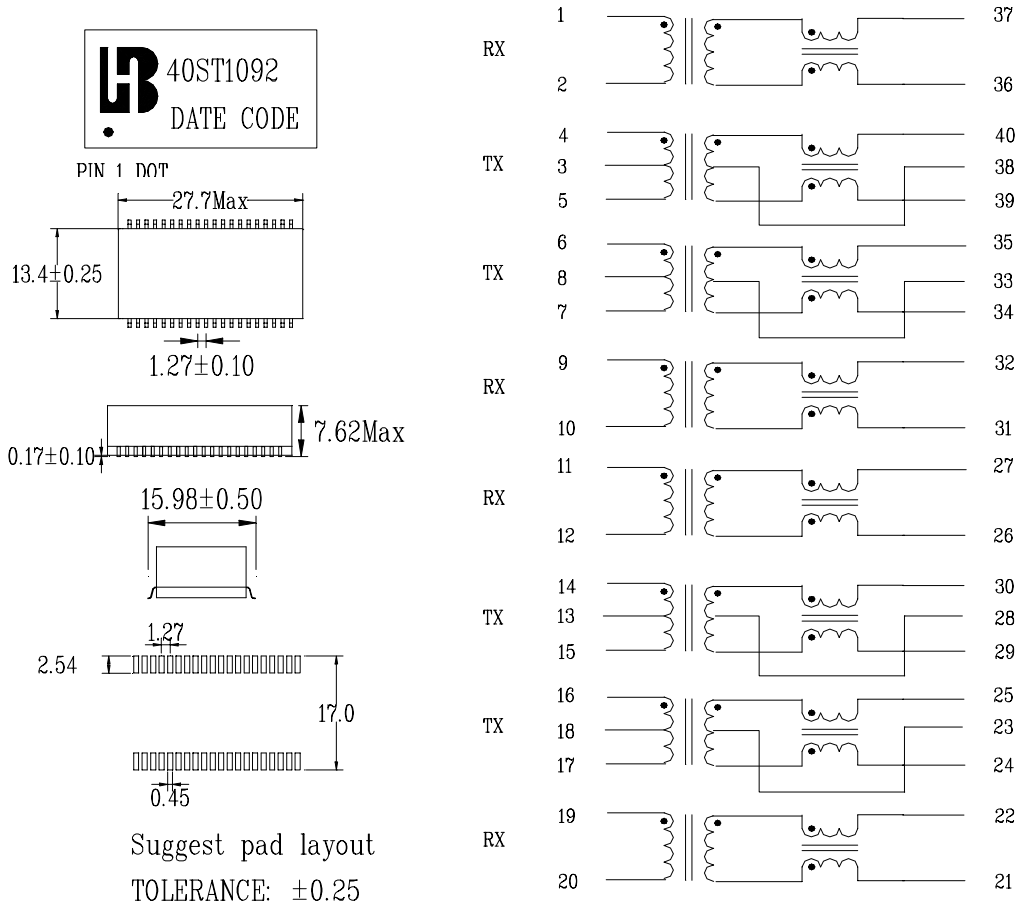 HB 40ST1092
DATE CODE
PIN 1 DOT
27.7Max
13.4±0.25
1.27±0.10
7.62Max
0.17±0.10
15.98±0.50
1.27
2.54
17.0
0.45
Suggest pad layout
TOLERANCE: ±0.25
1 37
RX
2 36
4 40
TX 3 38
5 39
6 35
TX 8 33
7 34
9 32
RX
10 31
11 27
RX
12 26
14 30
TX 13 28
15 29
16 25
TX 18 23
17 24
19 22
RX
20 21